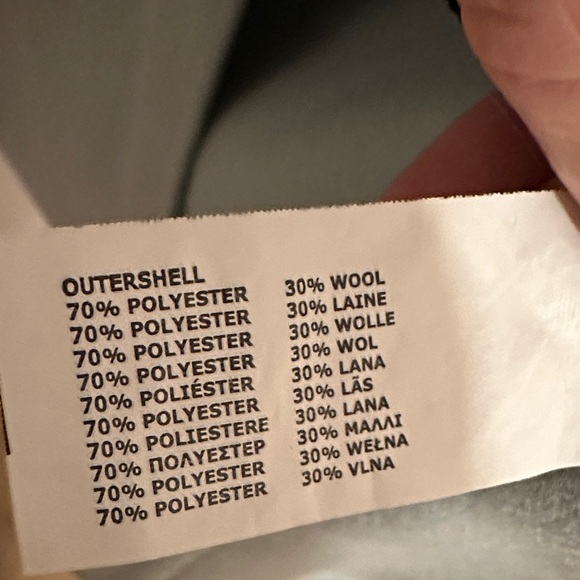 OUTERSHELL
70% POLYESTER 30% WOOL
70% POLYESTER 30% LAINE
70% POLYESTER 30% WOLLE
70% POLYESTER 30% WOL
70% POLIÉSTER 30% LANA
70% POLYESTER 30% LÃS
70% POLIESTERE 30% LANA
70% ΠΟΛΥΕΣΤΕΡ 30% ΜΑΛΛΙ
70% POLYESTER 30% WEŁNA
70% POLYESTER 30% VLNA